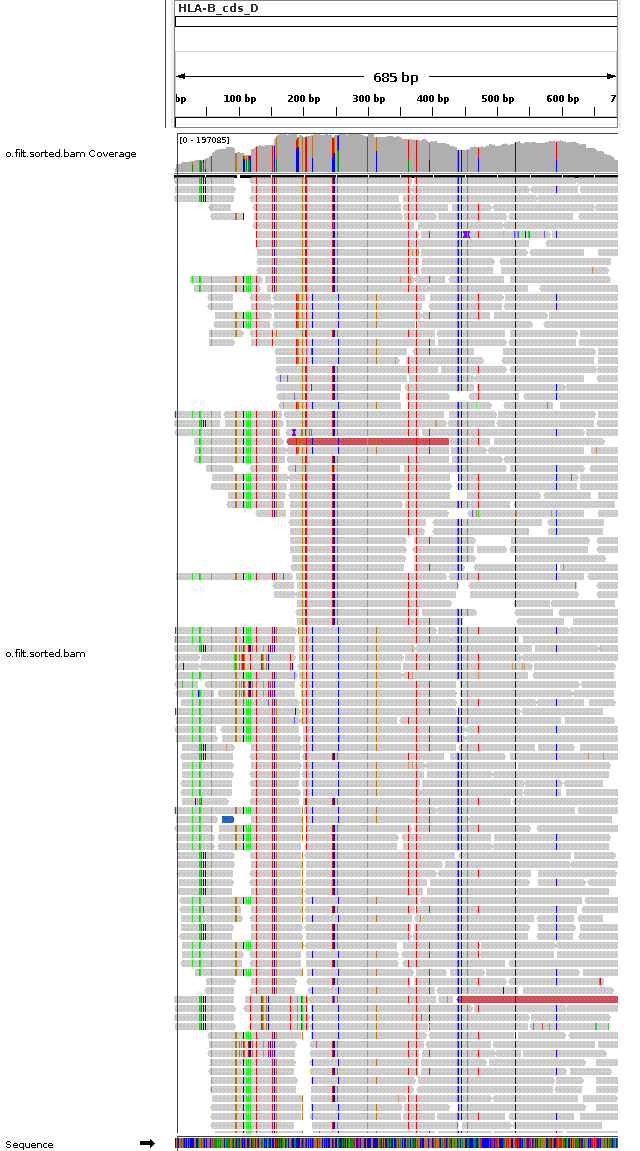 HLA-B_cds_D
685 bp
bp 100 bp 200 bp 300 bp 400 bp 500 bp 600 bp 7
[0 - 197085]
o.filt.sorted.bam Coverage
o.filt.sorted.bam
Sequence